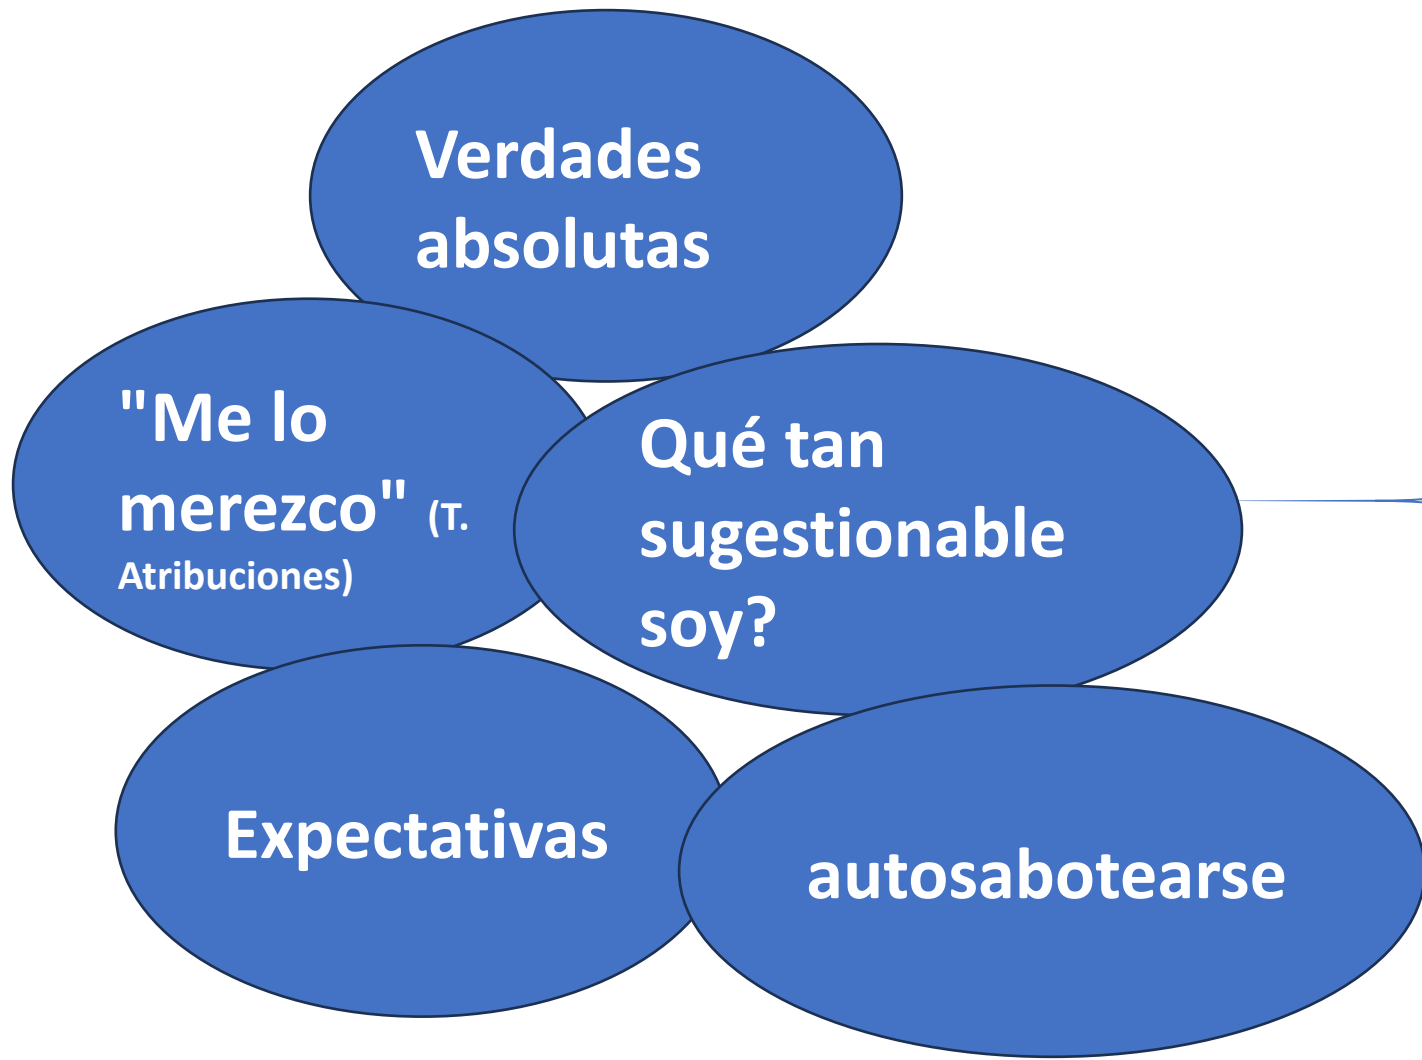 Verdades
absolutas
"Me lo
merezco" (T.
Atribuciones)
Qué tan
sugestionable
soy?
Expectativas
autosabotearse